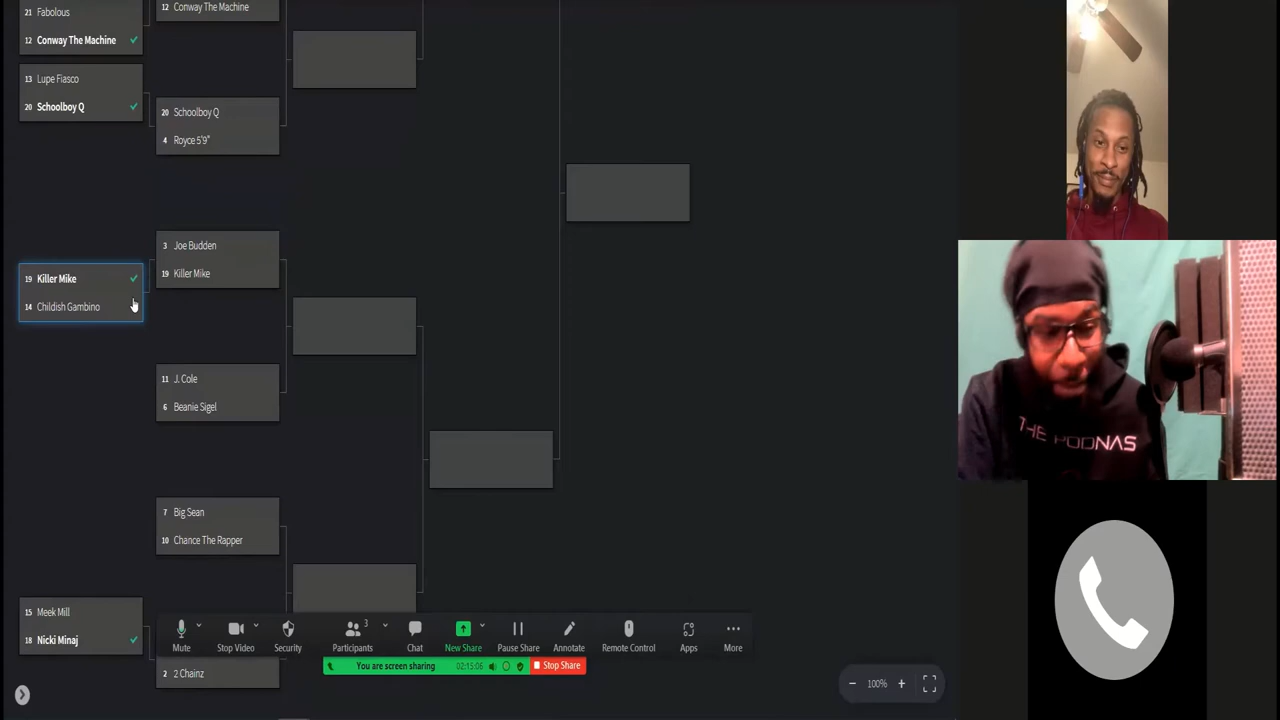 21 Fabolous
12 Conway The Machine
12 Conway The Machine
13 Lupe Fiasco
20 Schoolboy Q
20 Schoolboy Q
4 Royce 5'9"
3 Joe Budden
19 Killer Mike
19 Killer Mike
14 Childish Gambino
11 J. Cole
6 Beanie Sigel
7 Big Sean
10 Chance The Rapper
15 Meek Mill
18 Nicki Minaj
2 2 Chainz
THE PODNAS
3
Mute Stop Video Security Participants Chat New Share Pause Share Annotate Remote Control Apps More
You are screen sharing 02:15:06 Stop Share
100%